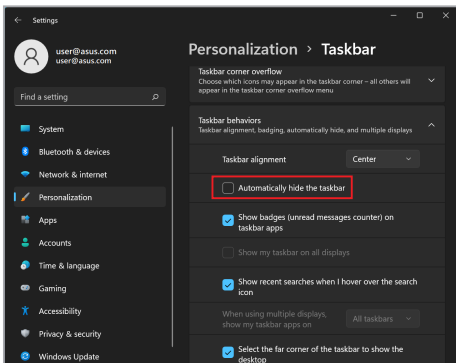 Settings
user@asus.com
user@asus.com
Find a setting
System
Bluetooth & devices
Network & internet
Personalization
Apps
Accounts
Time & language
Gaming
Accessibility
Privacy & security
Windows Update
Personalization > Taskbar
Taskbar corner overflow
Choose which icons may appear in the taskbar corner – all others will
appear in the taskbar corner overflow menu
Taskbar behaviors
Taskbar alignment, badging, automatically hide, and multiple displays
Taskbar alignment
Center
Automatically hide the taskbar
Show badges (unread messages counter) on
taskbar apps
Show my taskbar on all displays
Show recent searches when I hover over the search
icon
When using multiple displays,
show my taskbar apps on
All taskbars
Select the far corner of the taskbar to show the
desktop